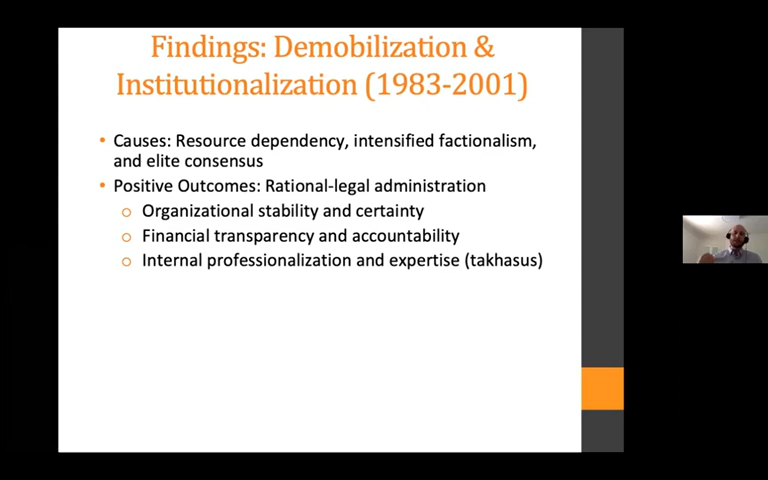 Findings: Demobilization &
Institutionalization (1983-2001)
• Causes: Resource dependency, intensified factionalism,
and elite consensus
• Positive Outcomes: Rational-legal administration
o Organizational stability and certainty
o Financial transparency and accountability
o Internal professionalization and expertise (takhasus)